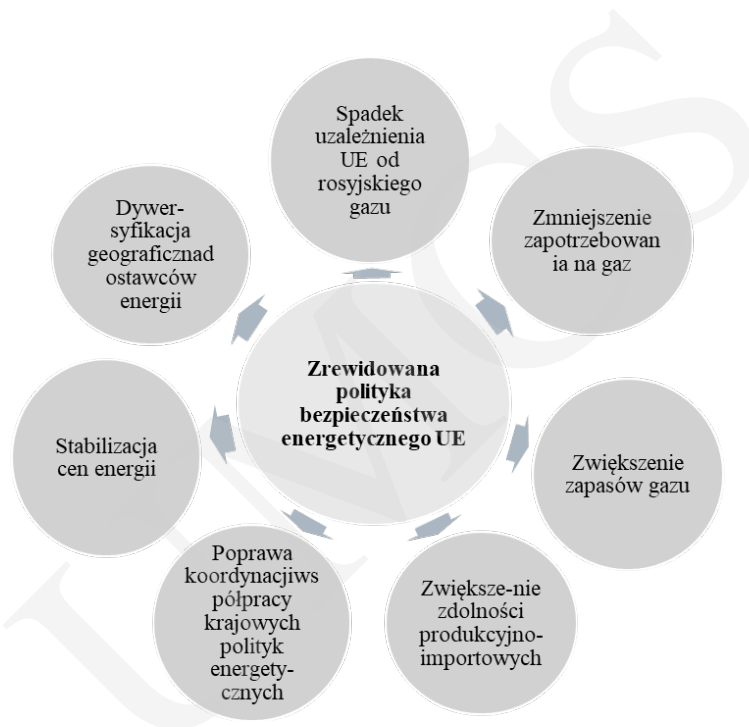 Spadek
uzależnienia
UE od
rosyjskiego
gazu
Zmniejszenie
zapotrzebowan
ia na gaz
Zwiększenie
zapasów gazu
Zwiększe-nie
zdolności
produkcyjno-
importowych
Poprawa
koordynacjiws
półpracy
krajowych
polityk
energety-
cznych
Stabilizacja
cen energii
Dywer-
syfikacja
geograficznad
ostawców
energii
Zrewidowana
polityka
bezpieczeństwa
energetycznego UE
UMCS